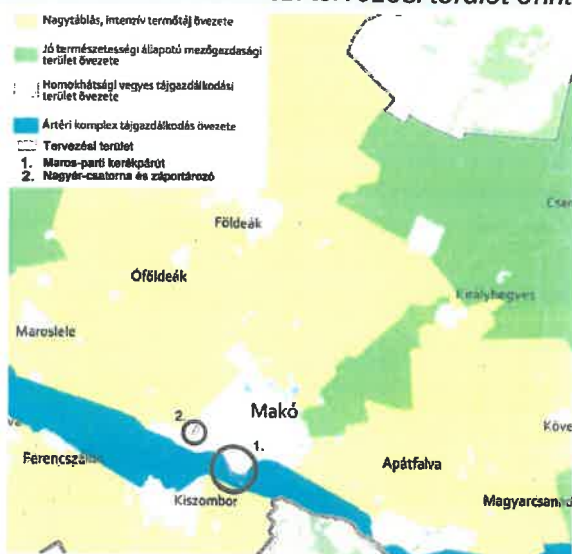 Nagytáblás, intenzív termőtáj övezete
Jó természetességi állapotú mezőgazdasági
terület övezete
Homokhátsági vegyes tájgazdálkodási
terület övezete
Ártéri komplex tájgazdálkodás övezete
Tervezési terület
1. Maros-parti kerékpárút
2. Nagyér-csatorna és záportározó
Földeák
Óföldeák
Királyhegyes
Maroslele
Makó
2.
1.
Ferencszállás
Apátfalva
Kiszombor
Magyarcsanád